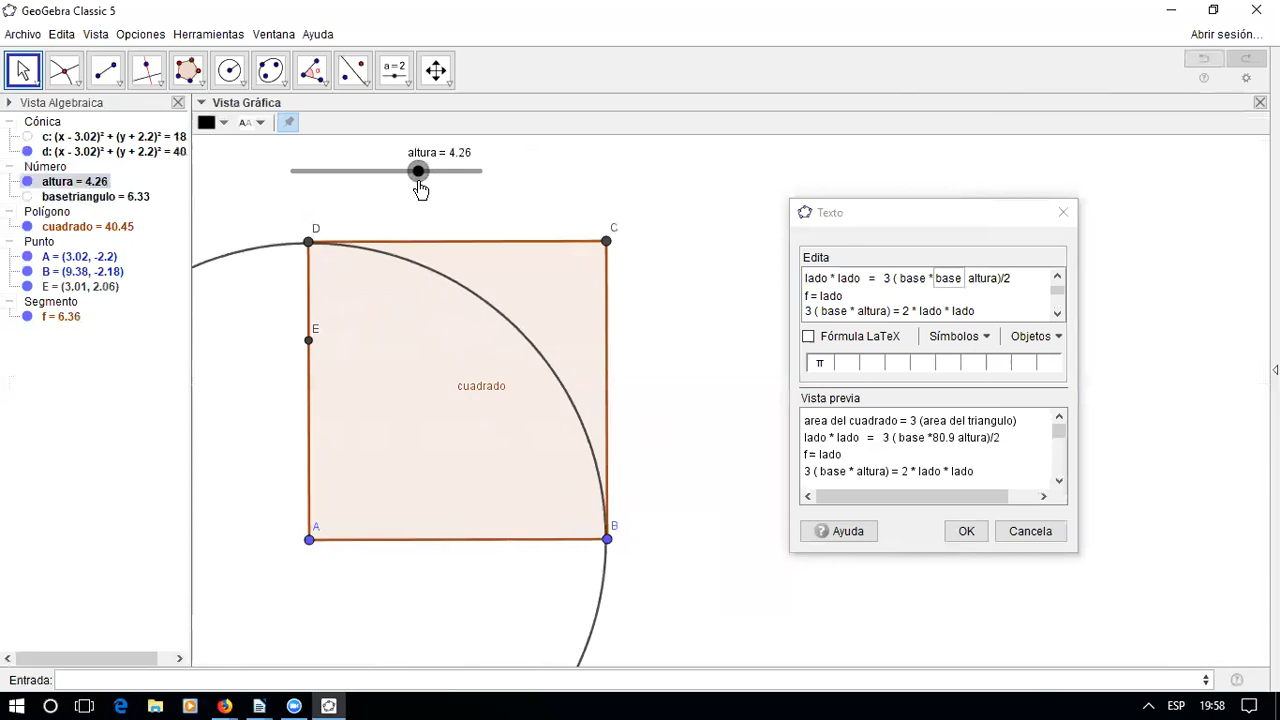 GeoGebra Classic 5
Archivo Edita Vista Opciones Herramientas Ventana Ayuda
Abrir sesión...
a = 2
Vista Algebraica
Vista Gráfica
AA
Cónica
c: (x - 3.02)² + (y + 2.2)² = 18
d: (x - 3.02)² + (y + 2.2)² = 40
Número
altura = 4.26
basetriangulo = 6.33
Polígono
cuadrado = 40.45
Punto
A = (3.02, -2.2)
B = (9.38, -2.18)
E = (3.01, 2.06)
Segmento
f = 6.36
altura = 4.26
D
C
E
cuadrado
A
B
Texto
Edita
lado * lado = 3 ( base * base altura)/2
f = lado
3 ( base * altura) = 2 * lado * lado
Fórmula LaTeX
Símbolos
Objetos
π
Vista previa
area del cuadrado = 3 (area del triangulo)
lado * lado = 3 ( base *80.9 altura)/2
f = lado
3 ( base * altura) = 2 * lado * lado
Ayuda
OK
Cancela
Entrada:
ESP
19:58